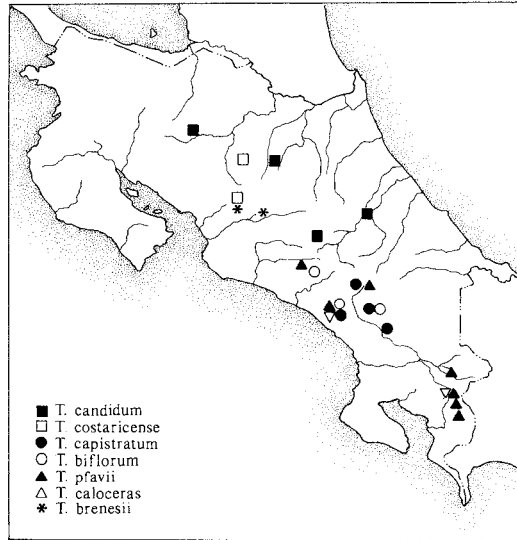 T. candidum
T. costaricense
T. capistratum
T. biflorum
T. pfavii
T. caloceras
T. brenesii